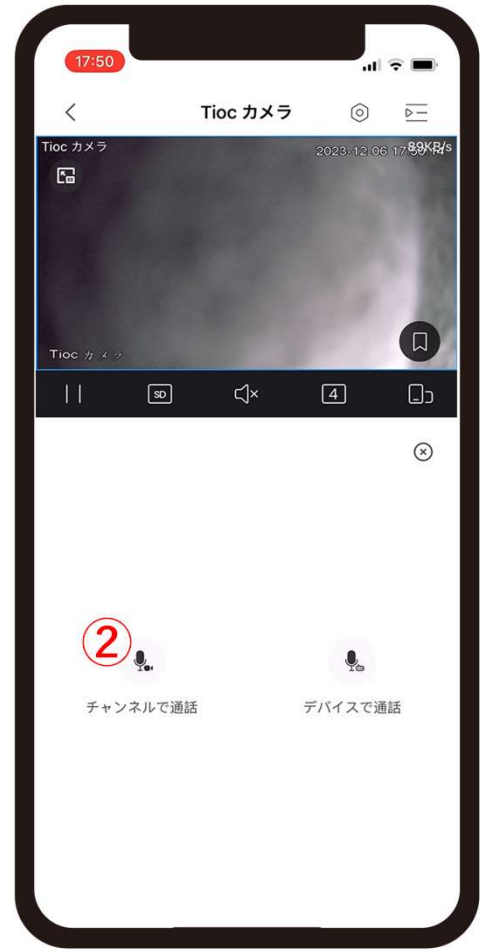 17:50
Tioc カメラ
Tioc カメラ
2023-12-06 17:50:14
89KB/s
Tioc カメラ
SD
4
②
チャンネルで通話
デバイスで通話